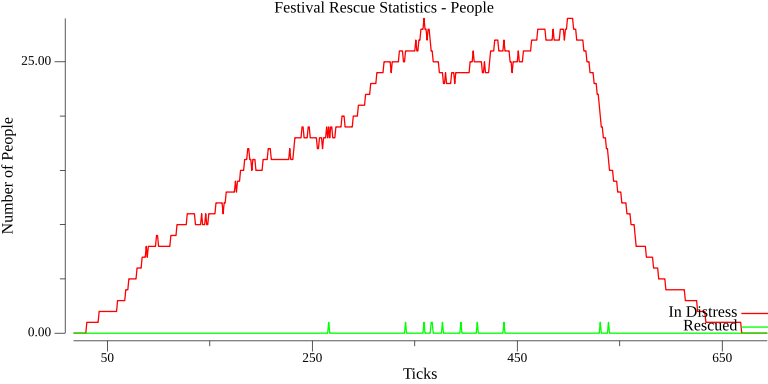 Festival Rescue Statistics - People
Number of People
25.00
0.00
In Distress
Rescued
50
250
450
650
Ticks